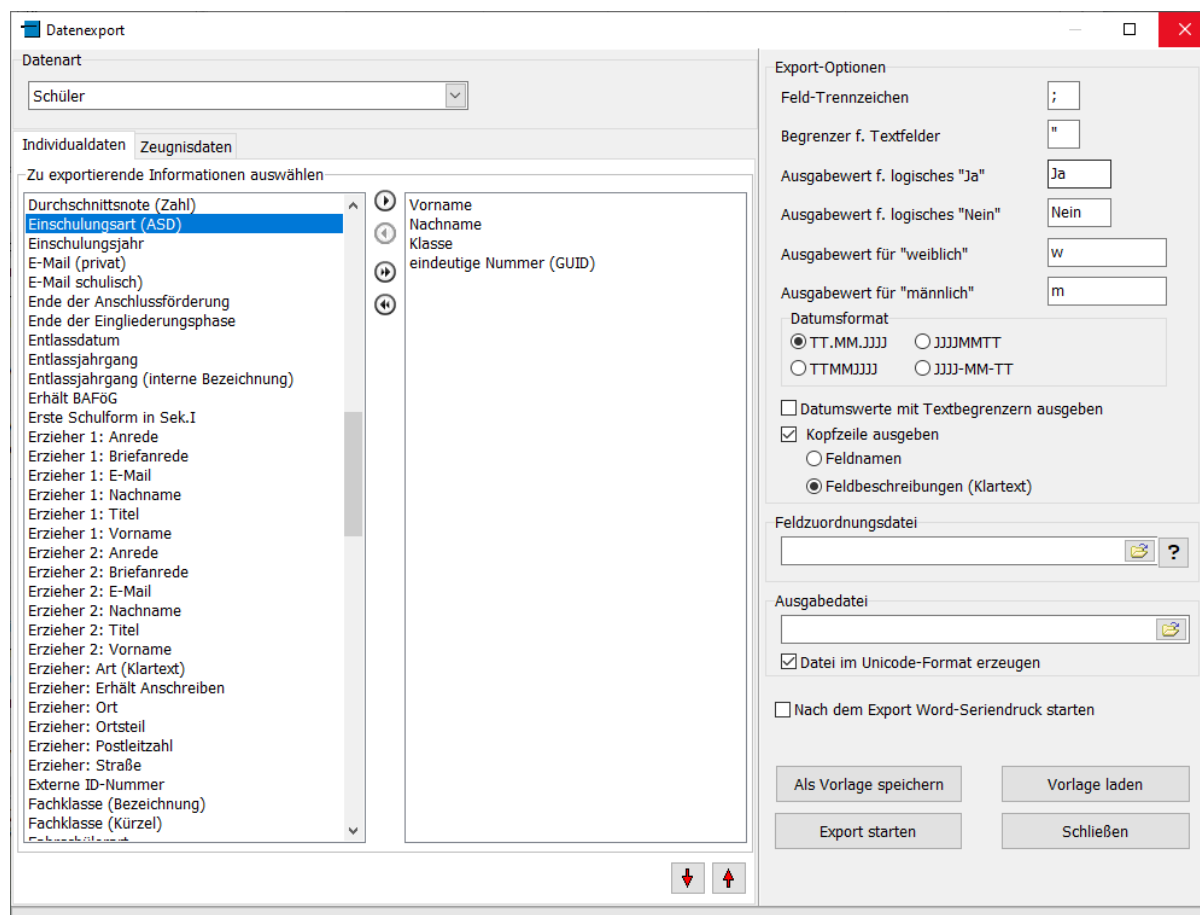 Datenexport
Datenart
Schüler
Individualdaten
Zeugnisdaten
Zu exportierende Informationen auswählen
Durchschnittsnote (Zahl)
Einschulungsart (ASD)
Einschulungsjahr
E-Mail (privat)
E-Mail schulisch)
Ende der Anschlussförderung
Ende der Eingliederungsphase
Entlassdatum
Entlassjahrgang
Entlassjahrgang (interne Bezeichnung)
Erhält BAFöG
Erste Schulform in Sek.I
Erzieher 1: Anrede
Erzieher 1: Briefanrede
Erzieher 1: E-Mail
Erzieher 1: Nachname
Erzieher 1: Titel
Erzieher 1: Vorname
Erzieher 2: Anrede
Erzieher 2: Briefanrede
Erzieher 2: E-Mail
Erzieher 2: Nachname
Erzieher 2: Titel
Erzieher 2: Vorname
Erzieher: Art (Klartext)
Erzieher: Erhält Anschreiben
Erzieher: Ort
Erzieher: Ortsteil
Erzieher: Postleitzahl
Erzieher: Straße
Externe ID-Nummer
Fachklasse (Bezeichnung)
Fachklasse (Kürzel)
Vorname
Nachname
Klasse
eindeutige Nummer (GUID)
Export-Optionen
Feld-Trennzeichen ;
Begrenzer f. Textfelder "
Ausgabewert f. logisches "Ja" Ja
Ausgabewert f. logisches "Nein" Nein
Ausgabewert für "weiblich" w
Ausgabewert für "männlich" m
Datumsformat
TT.MM.JJJJ JJJJMMTT
TTMMJJJJ JJJJ-MM-TT
Datumswerte mit Textbegrenzern ausgeben
Kopfzeile ausgeben
Feldnamen
Feldbeschreibungen (Klartext)
Feldzuordnungsdatei
?
Ausgabedatei
Datei im Unicode-Format erzeugen
Nach dem Export Word-Seriendruck starten
Als Vorlage speichern Vorlage laden
Export starten Schließen